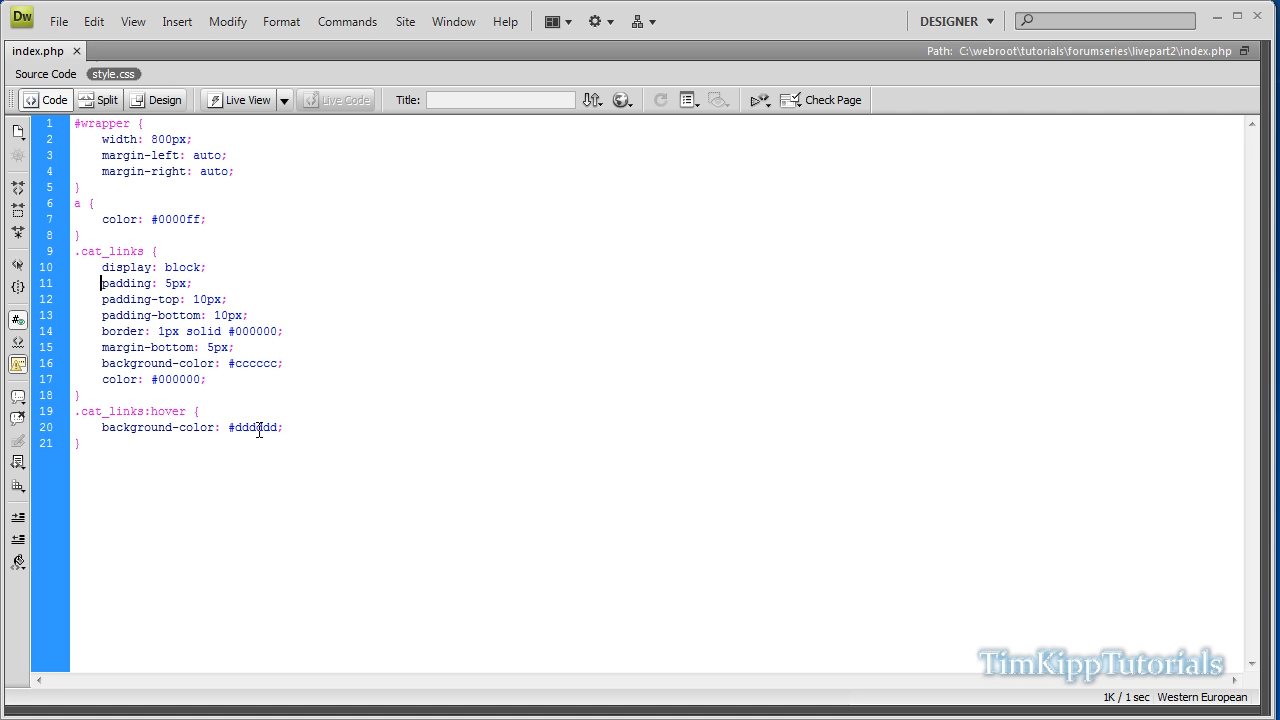 Dw File Edit View Insert Modify Format Commands Site Window Help DESIGNER
index.php Path: C:\webroot\tutorials\forumseries\livepart2\index.php
Source Code style.css
Code Split Design Live View Live Code Title: Check Page
1 #wrapper {
2 width: 800px;
3 margin-left: auto;
4 margin-right: auto;
5 }
6 a {
7 color: #0000ff;
8 }
9 .cat_links {
10 display: block;
11 padding: 5px;
12 padding-top: 10px;
13 padding-bottom: 10px;
14 border: 1px solid #000000;
15 margin-bottom: 5px;
16 background-color: #cccccc;
17 color: #000000;
18 }
19 .cat_links:hover {
20 background-color: #dddddd;
21 }
TimKippTutorials
1K / 1 sec Western European